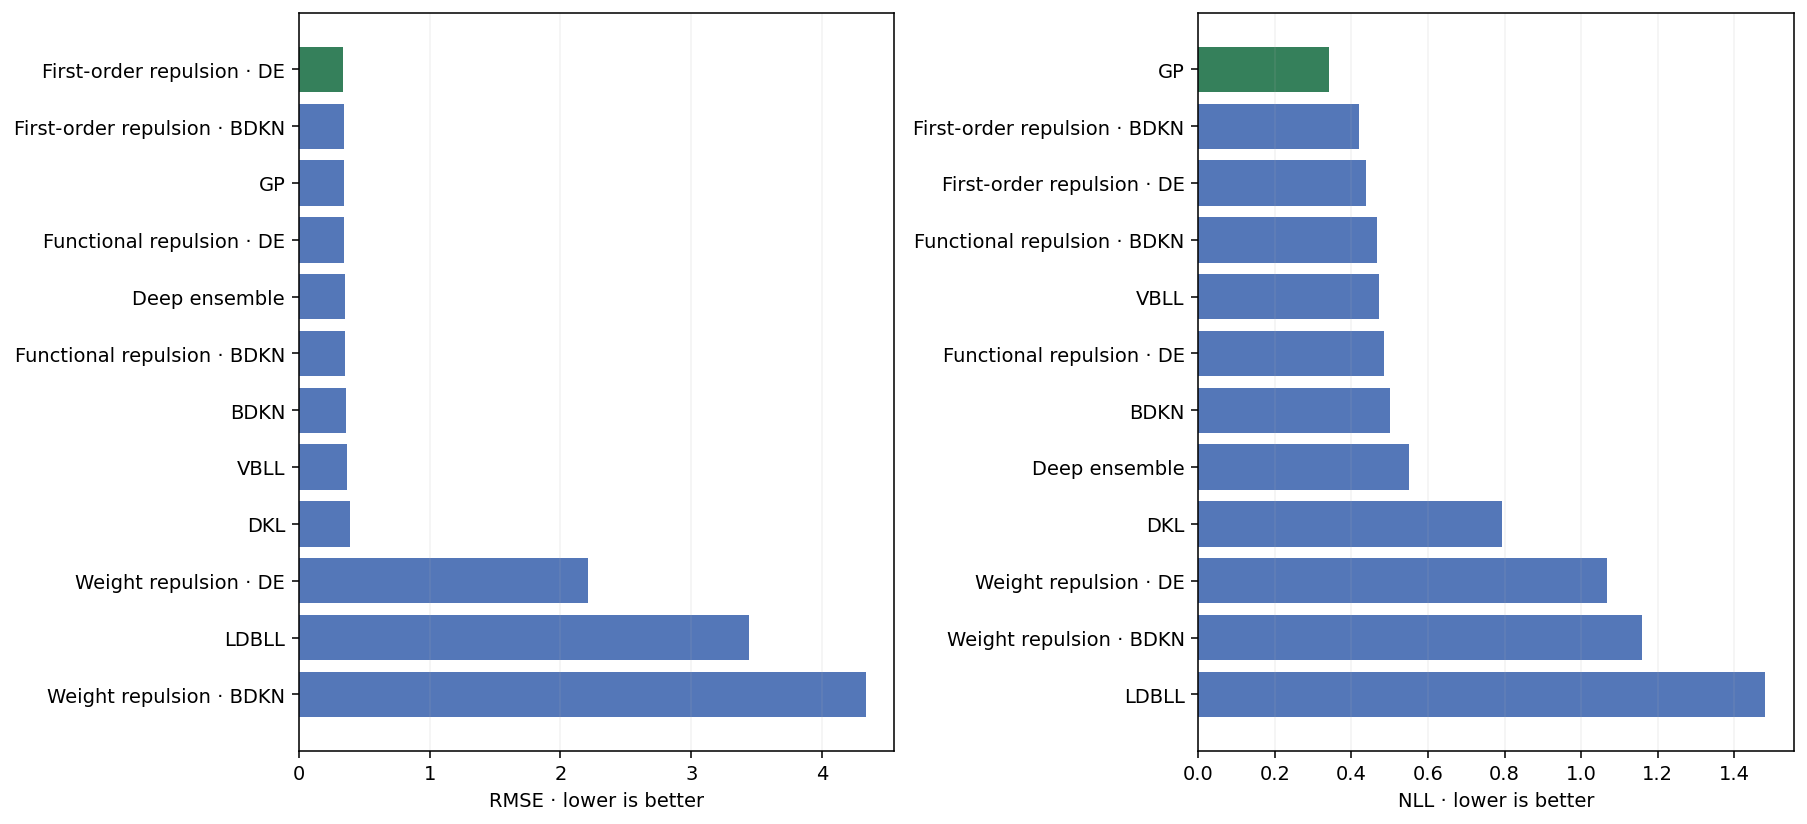 First-order repulsion · DE
First-order repulsion · BDKN
GP
Functional repulsion · DE
Deep ensemble
Functional repulsion · BDKN
BDKN
VBLL
DKL
Weight repulsion · DE
LDBLL
Weight repulsion · BDKN
0 1 2 3 4
RMSE · lower is better
GP
First-order repulsion · BDKN
First-order repulsion · DE
Functional repulsion · BDKN
VBLL
Functional repulsion · DE
BDKN
Deep ensemble
DKL
Weight repulsion · DE
Weight repulsion · BDKN
LDBLL
0.0 0.2 0.4 0.6 0.8 1.0 1.2 1.4
NLL · lower is better